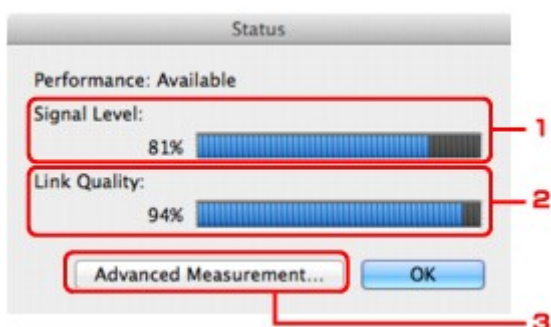 Status
Performance: Available
Signal Level:
81%
1
Link Quality:
94%
2
Advanced Measurement... OK
3